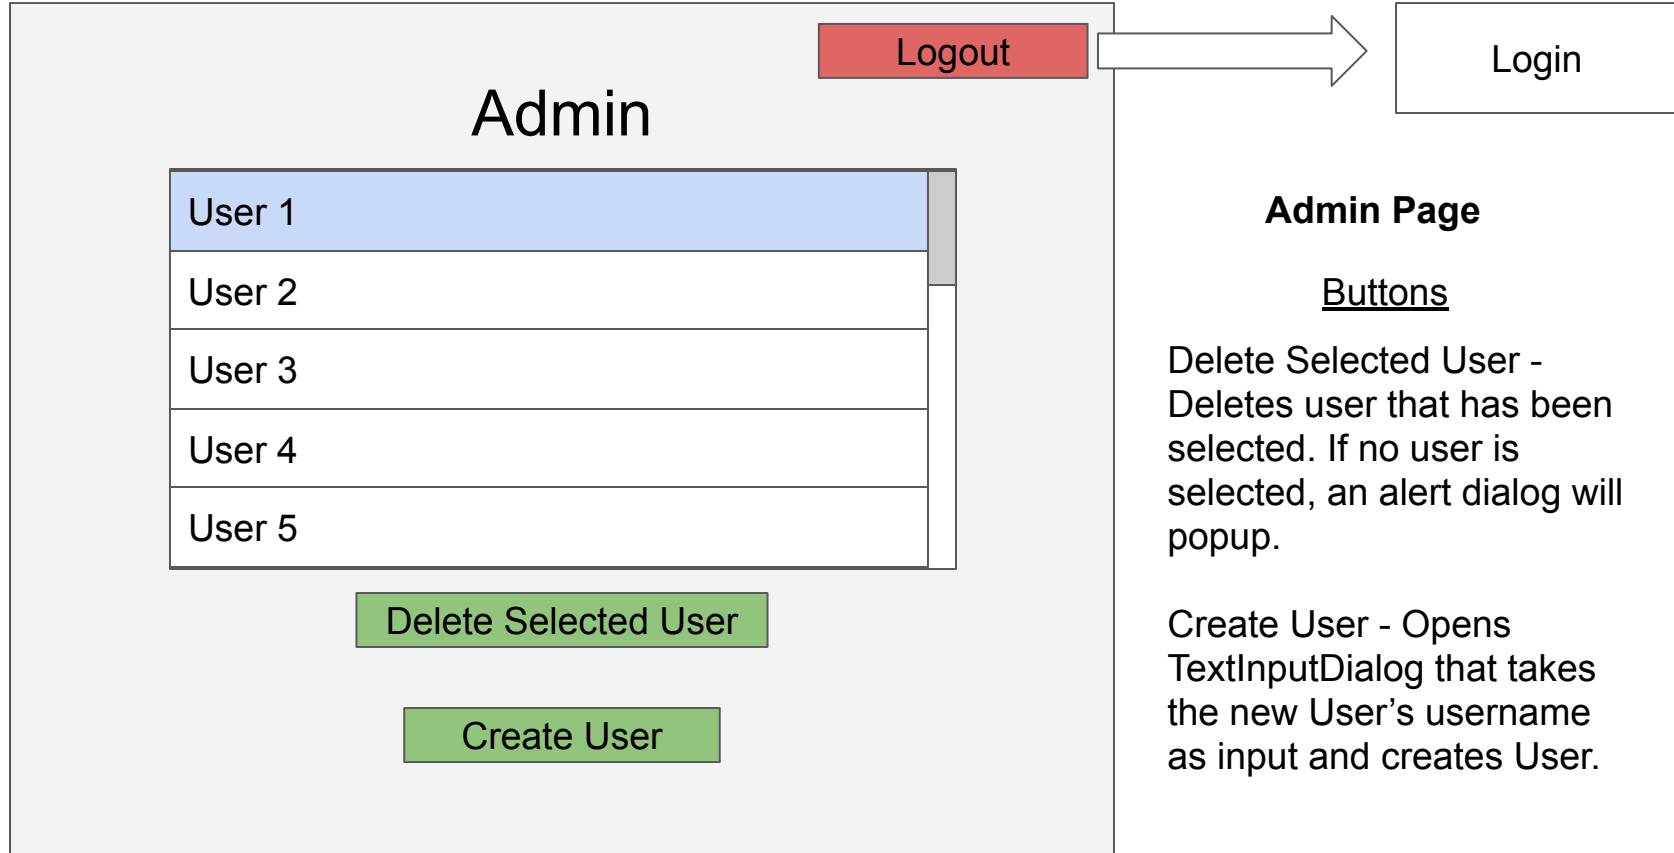 Logout
Login
Admin
User 1
User 2
User 3
User 4
User 5
Delete Selected User
Create User
Admin Page
Buttons
Delete Selected User -
Deletes user that has been
selected. If no user is
selected, an alert dialog will
popup.
Create User - Opens
TextInputDialog that takes
the new User’s username
as input and creates User.